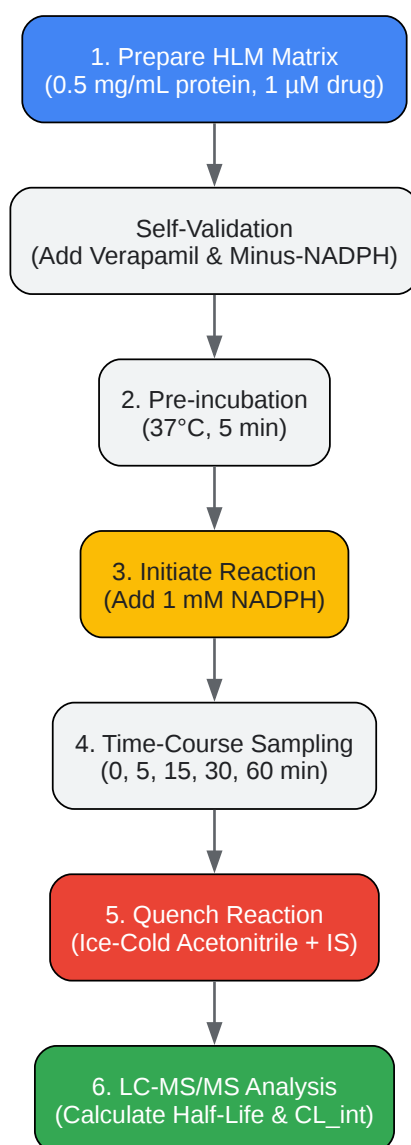 1. Prepare HLM Matrix
(0.5 mg/mL protein, 1 µM drug)
Self-Validation
(Add Verapamil & Minus-NADPH)
2. Pre-incubation
(37°C, 5 min)
3. Initiate Reaction
(Add 1 mM NADPH)
4. Time-Course Sampling
(0, 5, 15, 30, 60 min)
5. Quench Reaction
(Ice-Cold Acetonitrile + IS)
6. LC-MS/MS Analysis
(Calculate Half-Life & CL_int)